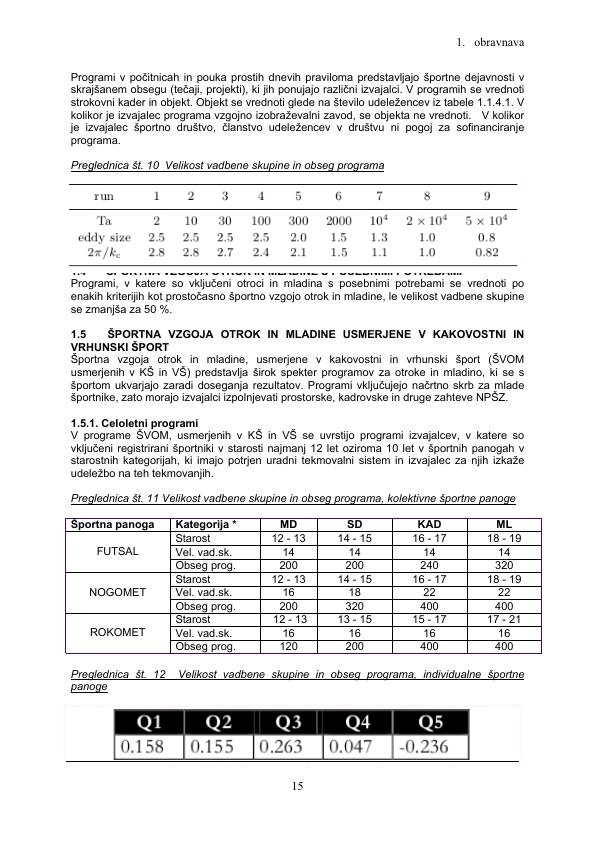 1. obravnava
Programi v počitnicah in pouka prostih dnevih praviloma predstavljajo športne dejavnosti v
skrajšanem obsegu (tečaji, projekti), ki jih ponujajo različni izvajalci. V programih se vrednoti
strokovni kader in objekt. Objekt se vrednoti glede na število udeležencev iz tabele 1.1.4.1. V
kolikor je izvajalec programa vzgojno izobraževalni zavod, se objekta ne vrednoti. V kolikor
je izvajalec športno društvo, članstvo udeležencev v društvu ni pogoj za sofinanciranje
programa.
Preglednica št. 10 Velikost vadbene skupine in obseg programa
run 1 2 3 4 5 6 7 8 9
Ta 2 10 30 100 300 2000 10⁴ 2 × 10⁴ 5 × 10⁴
eddy size 2.5 2.5 2.5 2.5 2.0 1.5 1.3 1.0 0.8
2π/k_c 2.8 2.8 2.7 2.4 2.1 1.5 1.1 1.0 0.82
1.4 ŠPORTNA VZGOJA OTROK IN MLADINE S POSEBNIMI POTREBAMI
Programi, v katere so vključeni otroci in mladina s posebnimi potrebami se vrednoti po
enakih kriterijih kot prostočasno športno vzgojo otrok in mladine, le velikost vadbene skupine
se zmanjša za 50 %.
1.5 ŠPORTNA VZGOJA OTROK IN MLADINE USMERJENE V KAKOVOSTNI IN
VRHUNSKI ŠPORT
Športna vzgoja otrok in mladine, usmerjene v kakovostni in vrhunski šport (ŠVOM
usmerjenih v KŠ in VŠ) predstavlja širok spekter programov za otroke in mladino, ki se s
športom ukvarjajo zaradi doseganja rezultatov. Programi vključujejo načrtno skrb za mlade
športnike, zato morajo izvajalci izpolnjevati prostorske, kadrovske in druge zahteve NPŠZ.
1.5.1. Celoletni programi
V programe ŠVOM, usmerjenih v KŠ in VŠ se uvrstijo programi izvajalcev, v katere so
vključeni registrirani športniki v starosti najmanj 12 let oziroma 10 let v športnih panogah v
starostnih kategorijah, ki imajo potrjen uradni tekmovalni sistem in izvajalec za njih izkaže
udeležbo na teh tekmovanjih.
Preglednica št. 11 Velikost vadbene skupine in obseg programa, kolektivne športne panoge
Športna panoga Kategorija * MD SD KAD ML
FUTSAL Starost 12 - 13 14 - 15 16 - 17 18 - 19
Vel. vad.sk. 14 14 14 14
Obseg prog. 200 200 240 320
NOGOMET Starost 12 - 13 14 - 15 16 - 17 18 - 19
Vel. vad.sk. 16 18 22 22
Obseg prog. 200 320 400 400
ROKOMET Starost 12 - 13 13 - 15 15 - 17 17 - 21
Vel. vad.sk. 16 16 16 16
Obseg prog. 120 200 400 400
Preglednica št. 12 Velikost vadbene skupine in obseg programa, individualne športne
panoge
Q1 Q2 Q3 Q4 Q5
0.158 0.155 0.263 0.047 -0.236
15